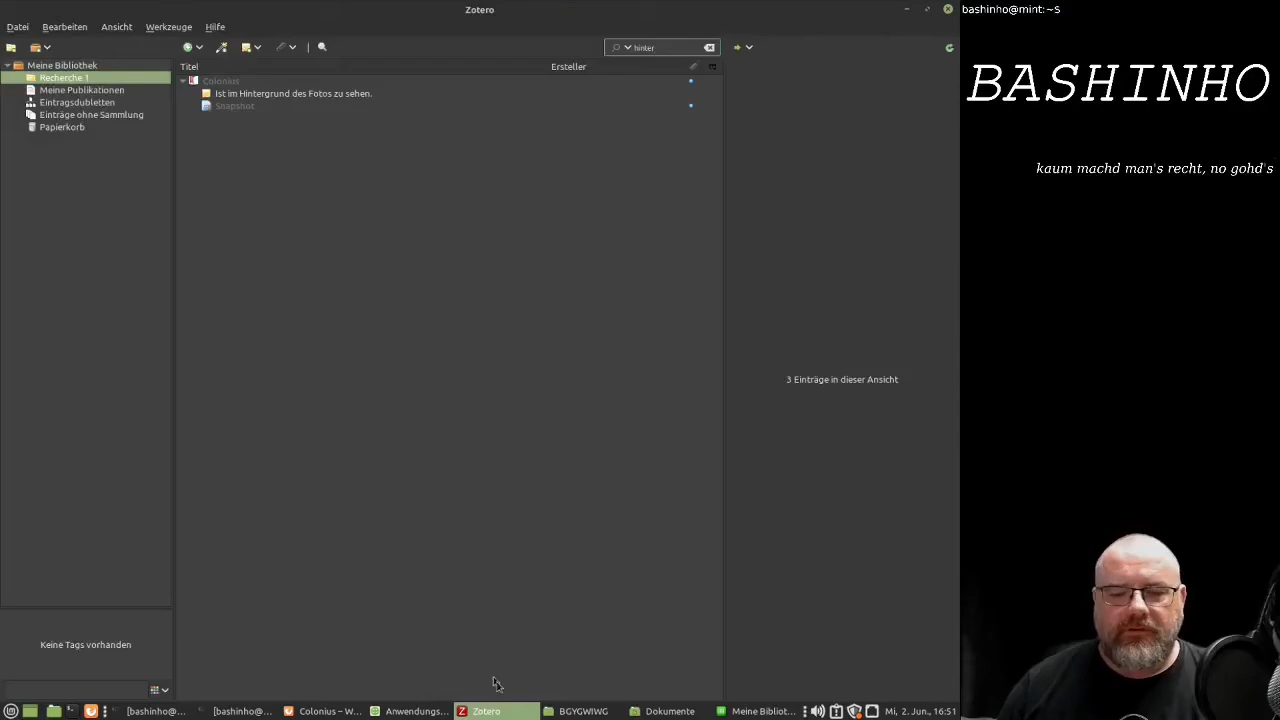 Zotero
bashinho@mint:~S
Datei Bearbeiten Ansicht Werkzeuge Hilfe
hinter
Meine Bibliothek
Recherche 1
Meine Publikationen
Eintragsdubletten
Einträge ohne Sammlung
Papierkorb
Titel Ersteller
Colonius
Ist im Hintergrund des Fotos zu sehen.
Snapshot
BASHINHO
kaum machd man's recht, no gohd's
3 Einträge in dieser Ansicht
Keine Tags vorhanden
[bashinho@... [bashinho@... Colonius – W... Anwendungs... Zotero BGYGWIWG Dokumente Meine Bibliot... Mi, 2. Jun., 16:51